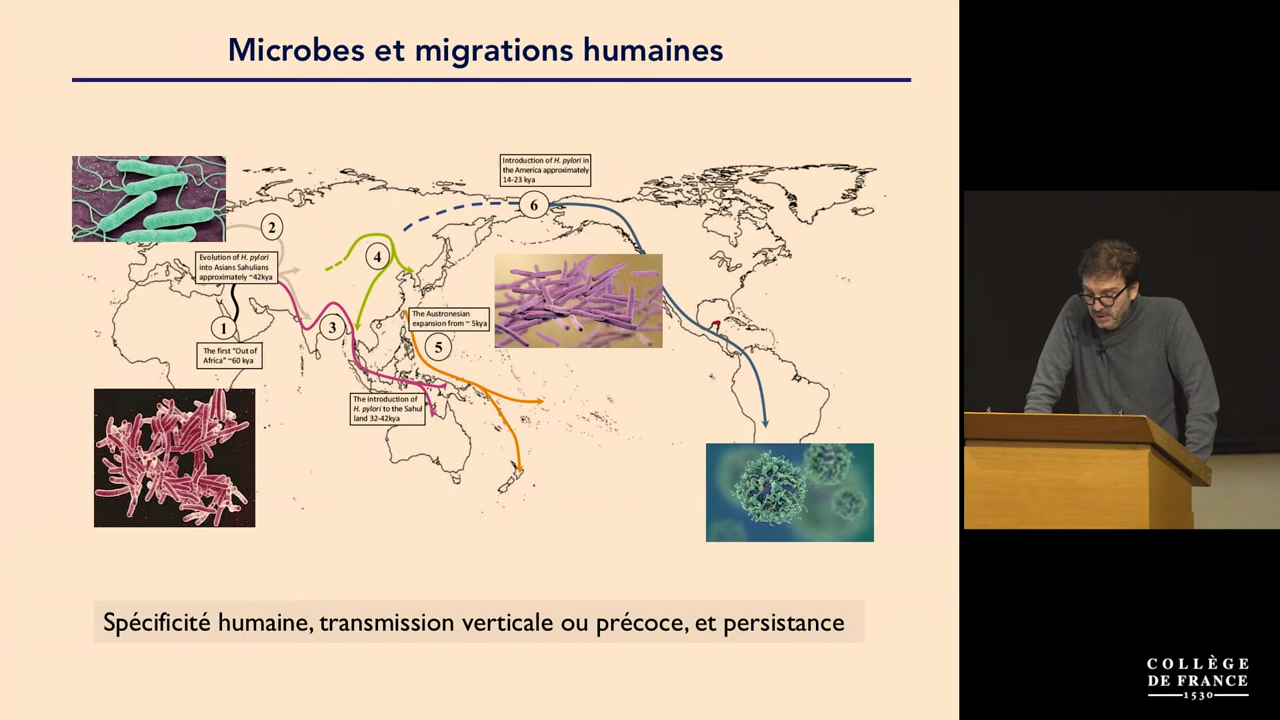 Microbes et migrations humaines
Introduction of H. pylori in
the America approximately
14-23 kya
6
2
4
Evolution of H. pylori
into Asians Sahulians
approximately ~42kya
1
3
The Austronesian
expansion from ~ 5kya
5
The first "Out of
Africa" ~60 kya
The introduction of
H. pylori to the Sahul
land 32-42kya
Spécificité humaine, transmission verticale ou précoce, et persistance
COLLÈGE
DE FRANCE
1530